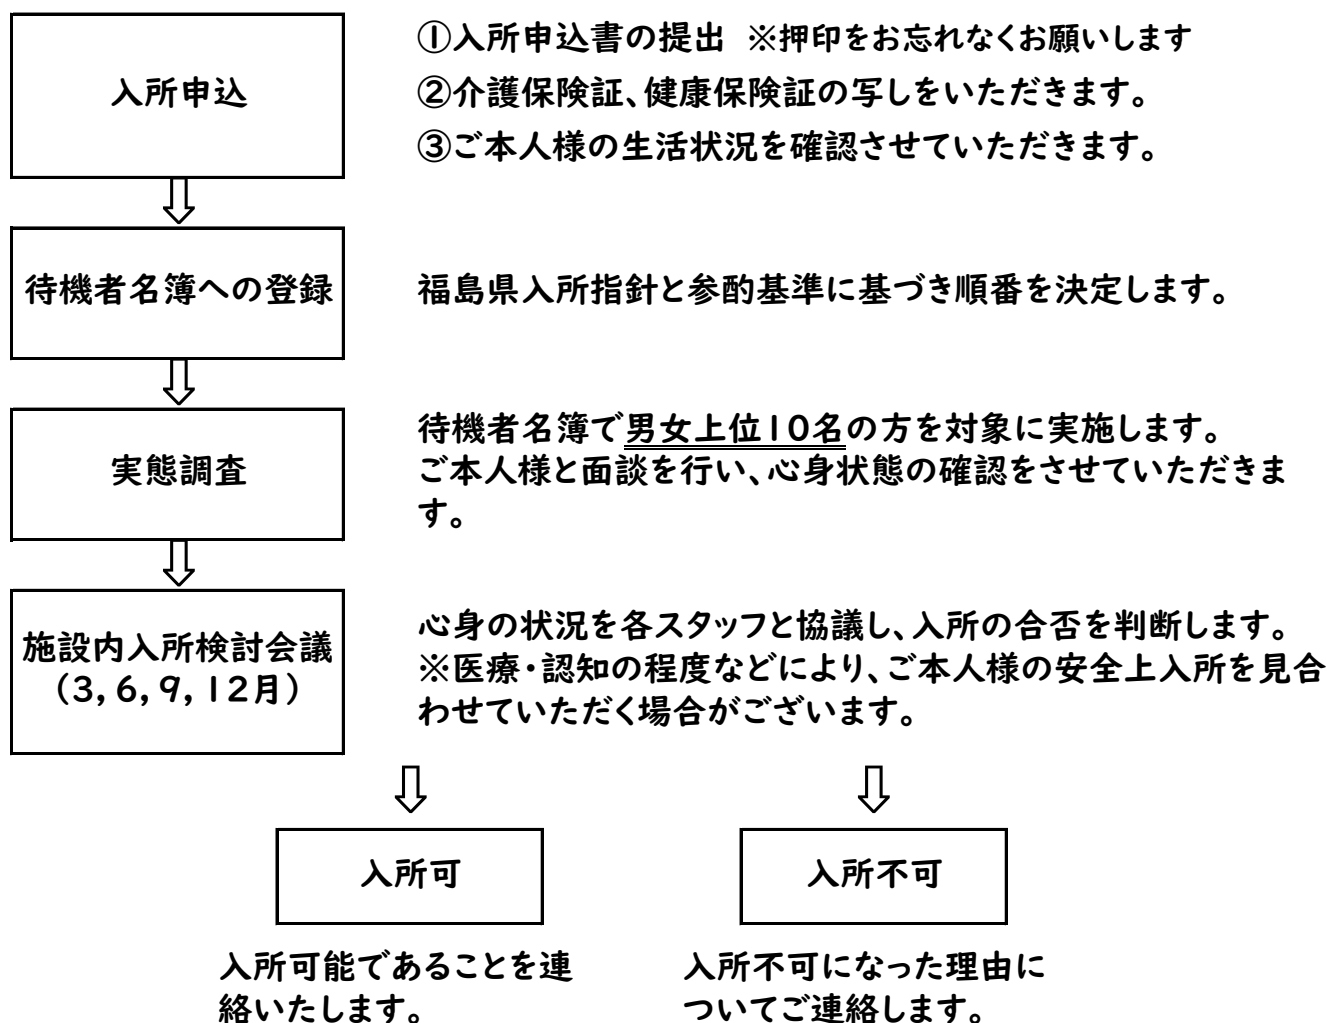 入所申込
①入所申込書の提出 ※押印をお忘れなくお願いします
②介護保険証、健康保険証の写しをいただきます。
③ご本人様の生活状況を確認させていただきます。
待機者名簿への登録
福島県入所指針と参酌基準に基づき順番を決定します。
実態調査
待機者名簿で男女上位10名の方を対象に実施します。
ご本人様と面談を行い、心身状態の確認をさせていただきま
す。
施設内入所検討会議
(3,6,9,12月)
心身の状況を各スタッフと協議し、入所の合否を判断します。
※医療・認知の程度などにより、ご本人様の安全上入所を見合
わせていただく場合がございます。
入所可
入所可能であることを連
絡いたします。
入所不可
入所不可になった理由に
ついてご連絡します。